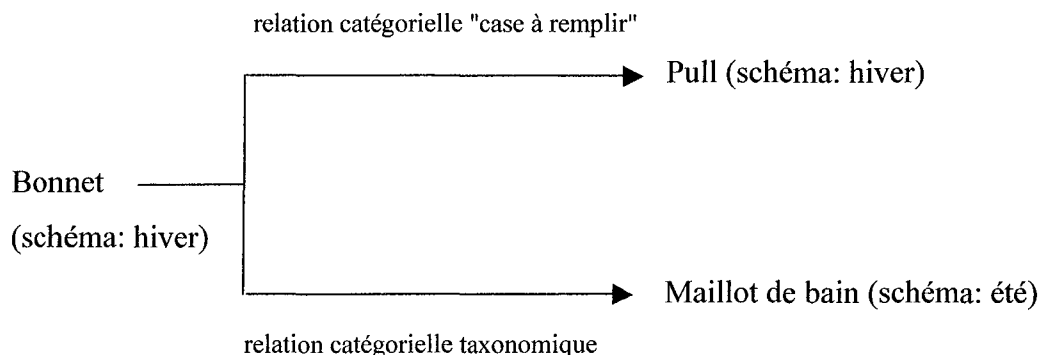 relation catégorielle "case à remplir"
Pull (schéma: hiver)
Bonnet
(schéma: hiver)
Maillot de bain (schéma: été)
relation catégorielle taxonomique